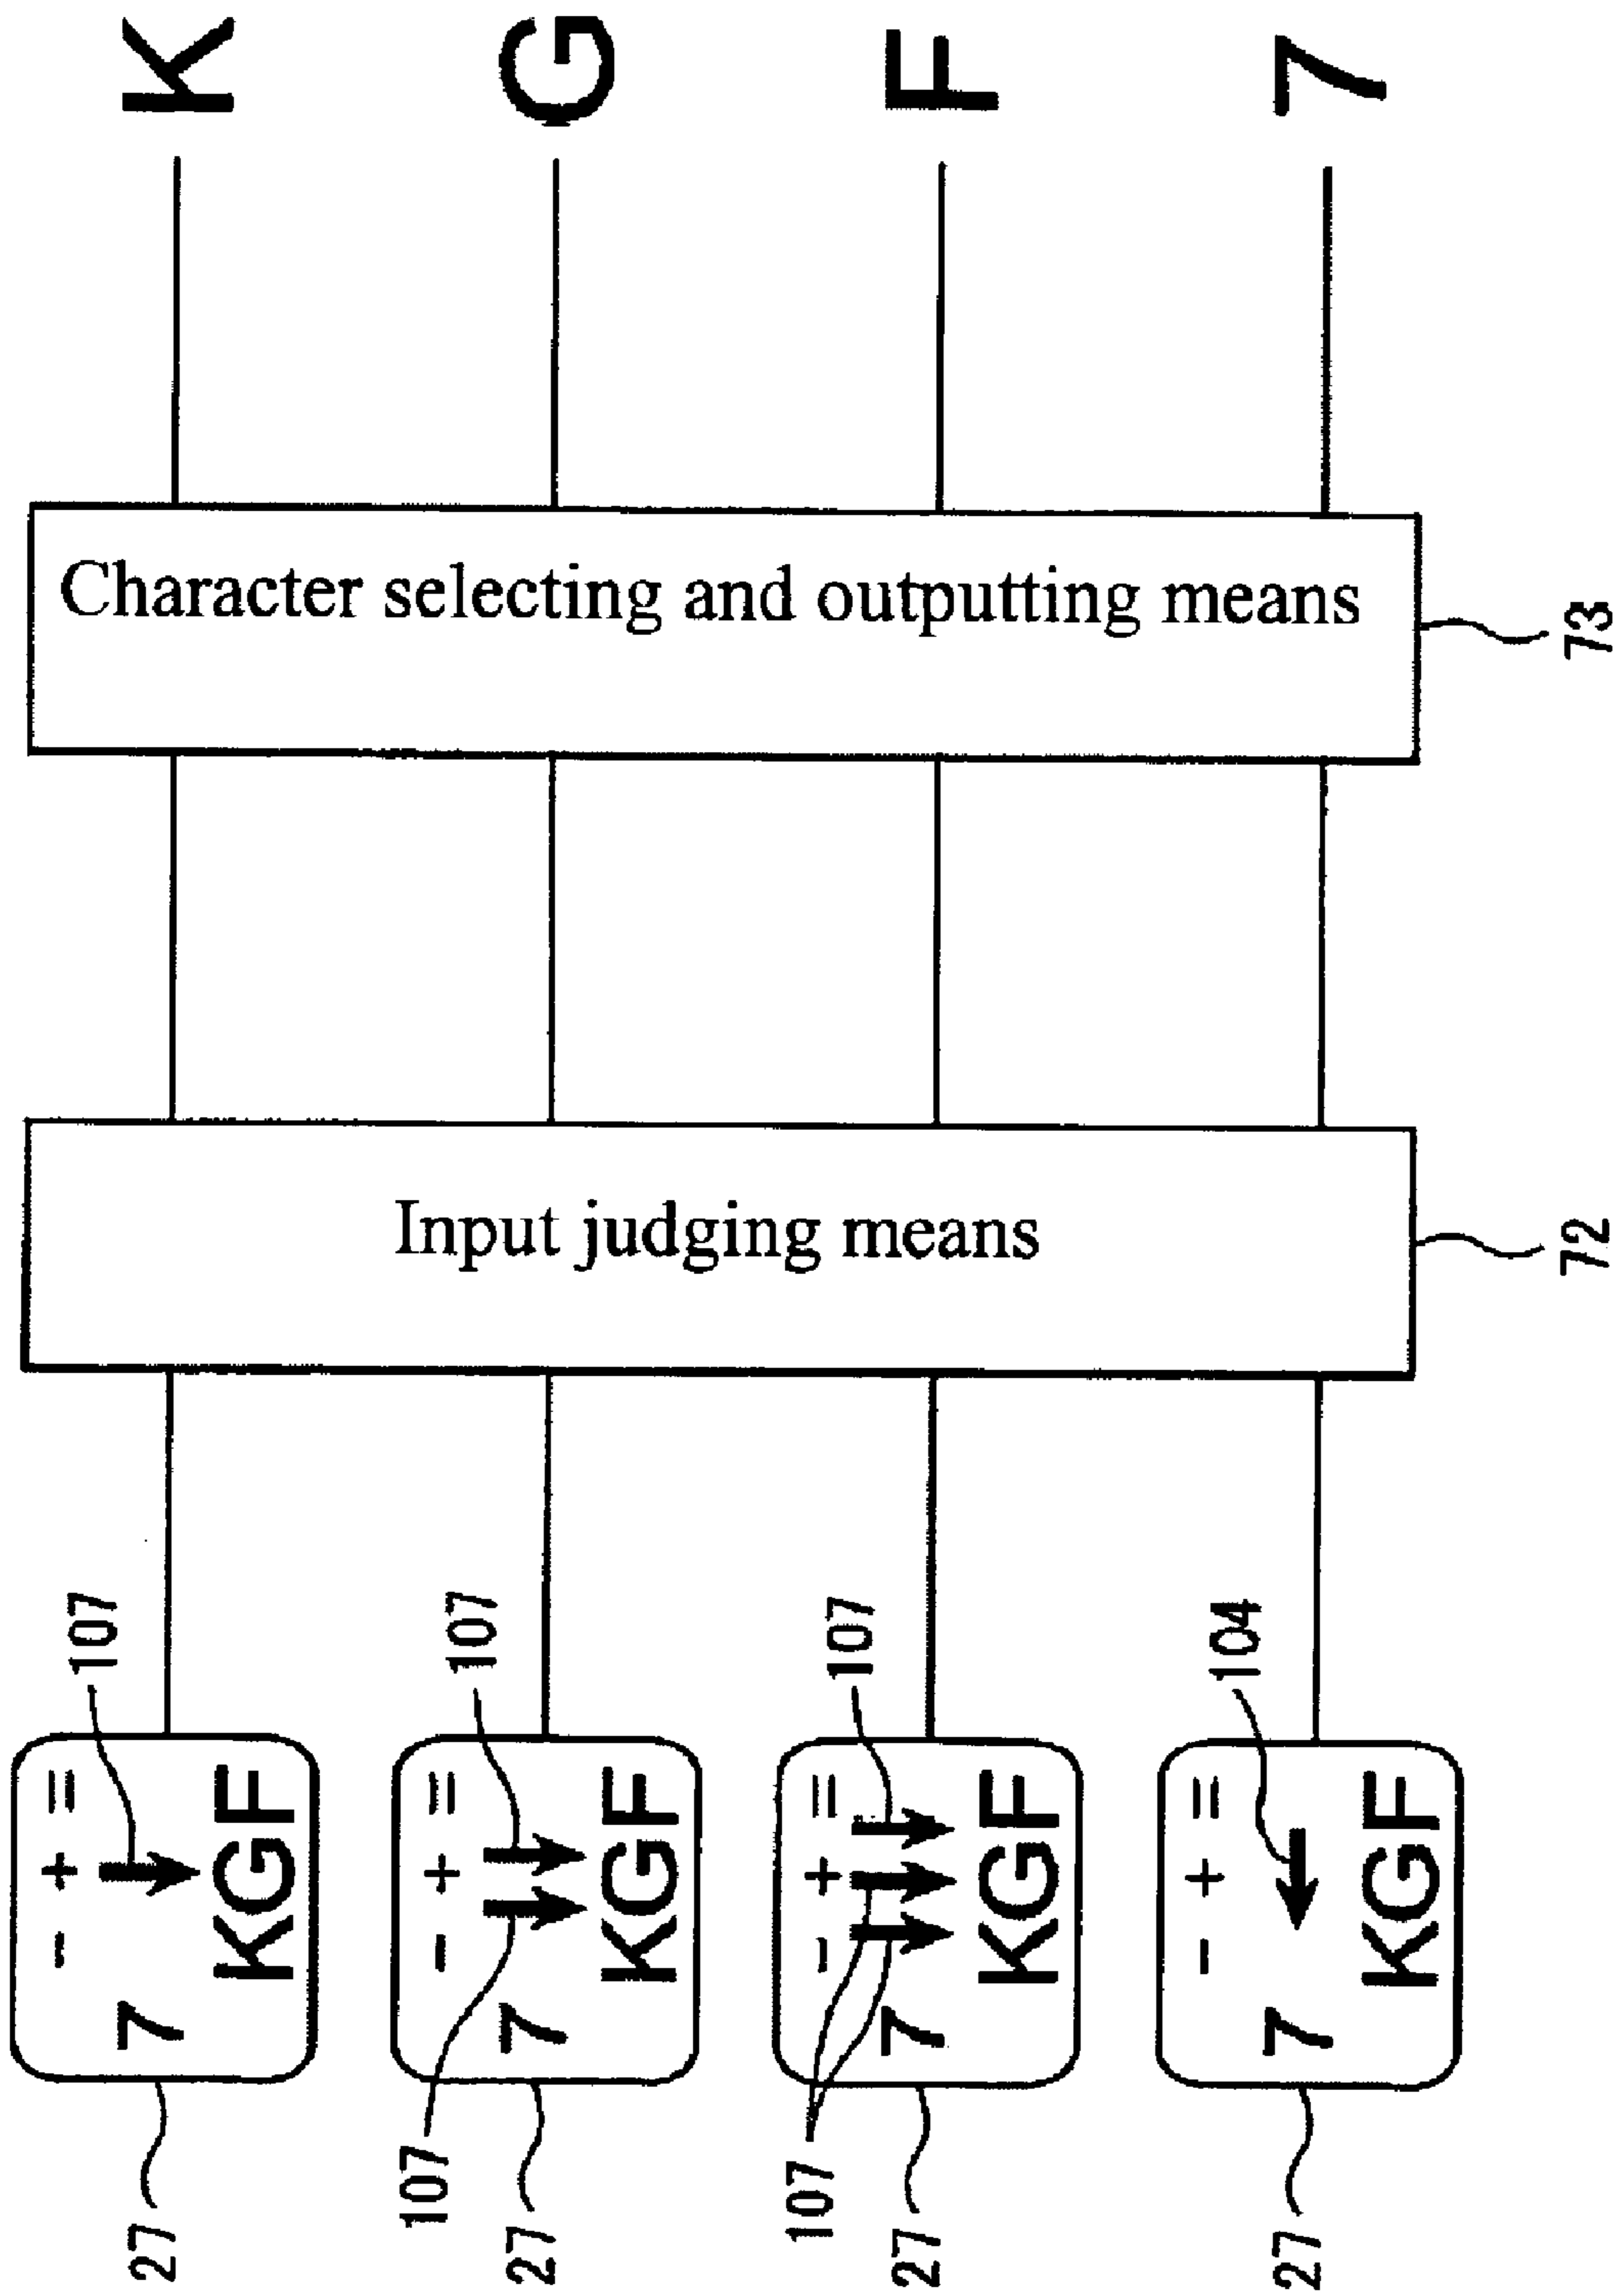 27
- + =
107
7
KGF
K
107
27
- + =
107
7
KGF
G
107
27
- + =
107
7
KGF
F
27
- + =
104
7
KGF
7
Input judging means
72
Character selecting and outputting means
73